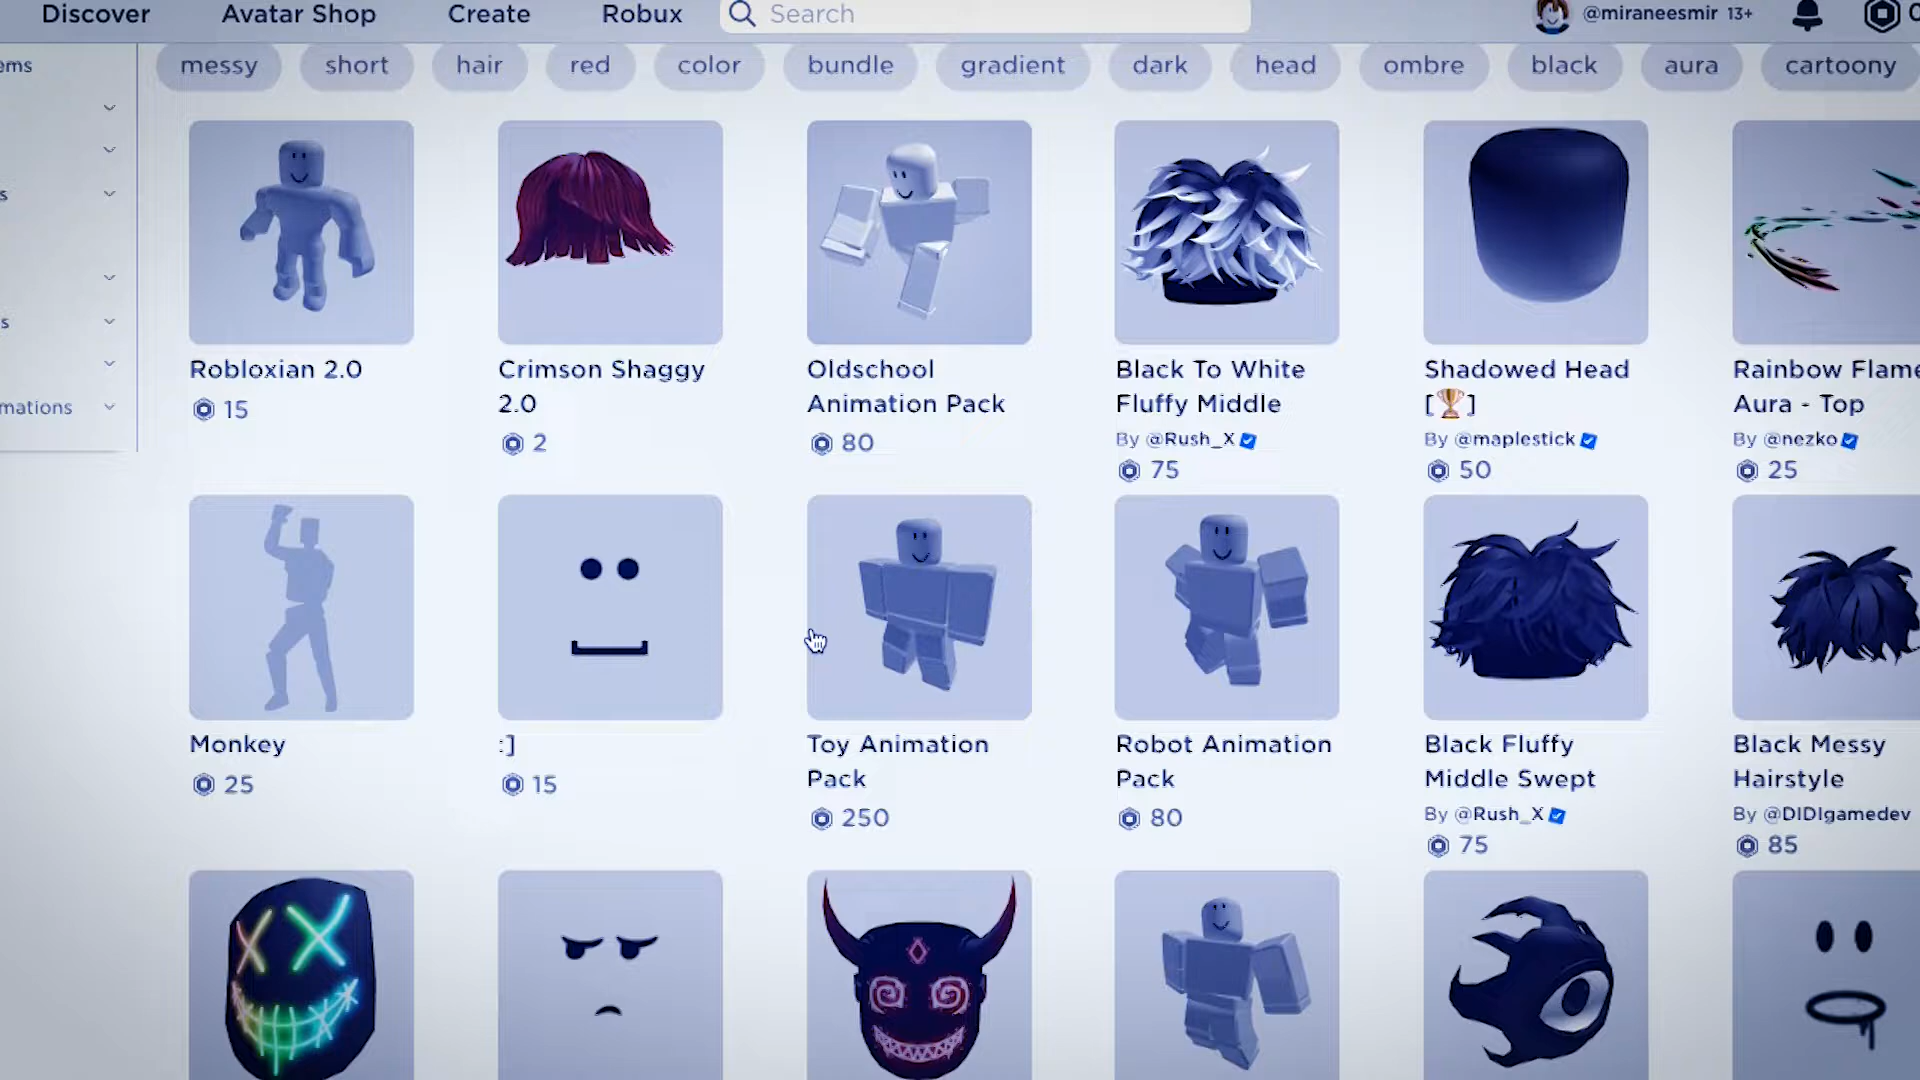 Discover
Avatar Shop
Create
Robux
Search
@miraneesmir 13+
messy
short
hair
red
color
bundle
gradient
dark
head
ombre
black
aura
cartoony
Robloxian 2.0
15
Crimson Shaggy
2.0
2
Oldschool
Animation Pack
80
Black To White
Fluffy Middle
By @Rush_X
75
Shadowed Head
[🏆]
By @maplestick
50
Rainbow Flame
Aura - Top
By @nezko
25
Monkey
25
:]
15
Toy Animation
Pack
250
Robot Animation
Pack
80
Black Fluffy
Middle Swept
By @Rush_X
75
Black Messy
Hairstyle
By @DIDIgamedev
85